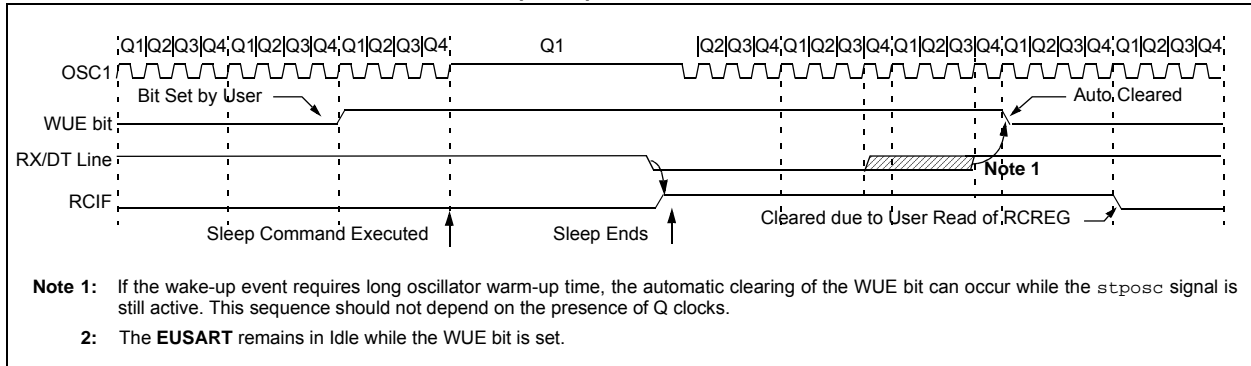 Q1|Q2|Q3|Q4|Q1|Q2|Q3|Q4|Q1|Q2|Q3|Q4 Q1 |Q2|Q3|Q4|Q1|Q2|Q3|Q4|Q1|Q2|Q3|Q4|Q1|Q2|Q3|Q4|Q1|Q2|Q3|Q4
OSC1
Bit Set by User Auto Cleared
WUE bit
RX/DT Line
Note 1
RCIF
Cleared due to User Read of RCREG
Sleep Command Executed Sleep Ends
Note 1: If the wake-up event requires long oscillator warm-up time, the automatic clearing of the WUE bit can occur while the stposc signal is
still active. This sequence should not depend on the presence of Q clocks.
2: The EUSART remains in Idle while the WUE bit is set.